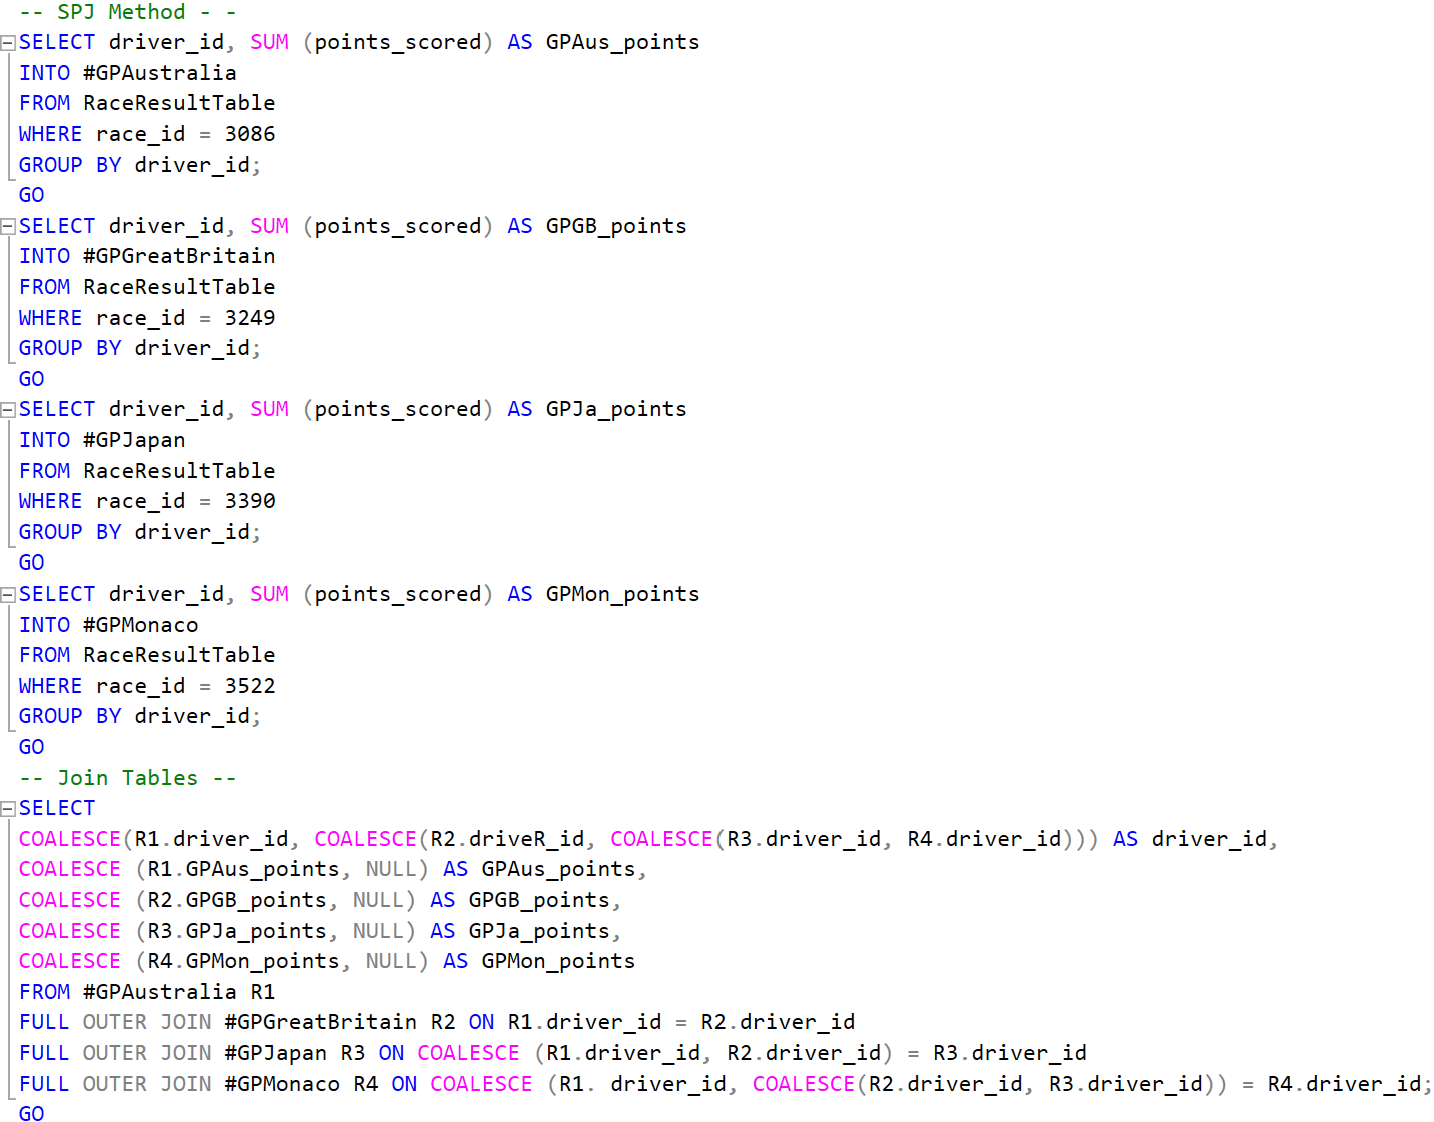 -- SPJ Method - -
SELECT driver_id, SUM (points_scored) AS GPAus_points
INTO #GPAustralia
FROM RaceResultTable
WHERE race_id = 3086
GROUP BY driver_id;
GO
SELECT driver_id, SUM (points_scored) AS GPGB_points
INTO #GPGreatBritain
FROM RaceResultTable
WHERE race_id = 3249
GROUP BY driver_id;
GO
SELECT driver_id, SUM (points_scored) AS GPJa_points
INTO #GPJapan
FROM RaceResultTable
WHERE race_id = 3390
GROUP BY driver_id;
GO
SELECT driver_id, SUM (points_scored) AS GPMon_points
INTO #GPMonaco
FROM RaceResultTable
WHERE race_id = 3522
GROUP BY driver_id;
GO
-- Join Tables --
SELECT
COALESCE(R1.driver_id, COALESCE(R2.driveR_id, COALESCE(R3.driver_id, R4.driver_id))) AS driver_id,
COALESCE (R1.GPAus_points, NULL) AS GPAus_points,
COALESCE (R2.GPGB_points, NULL) AS GPGB_points,
COALESCE (R3.GPJa_points, NULL) AS GPJa_points,
COALESCE (R4.GPMon_points, NULL) AS GPMon_points
FROM #GPAustralia R1
FULL OUTER JOIN #GPGreatBritain R2 ON R1.driver_id = R2.driver_id
FULL OUTER JOIN #GPJapan R3 ON COALESCE (R1.driver_id, R2.driver_id) = R3.driver_id
FULL OUTER JOIN #GPMonaco R4 ON COALESCE (R1. driver_id, COALESCE(R2.driver_id, R3.driver_id)) = R4.driver_id;
GO